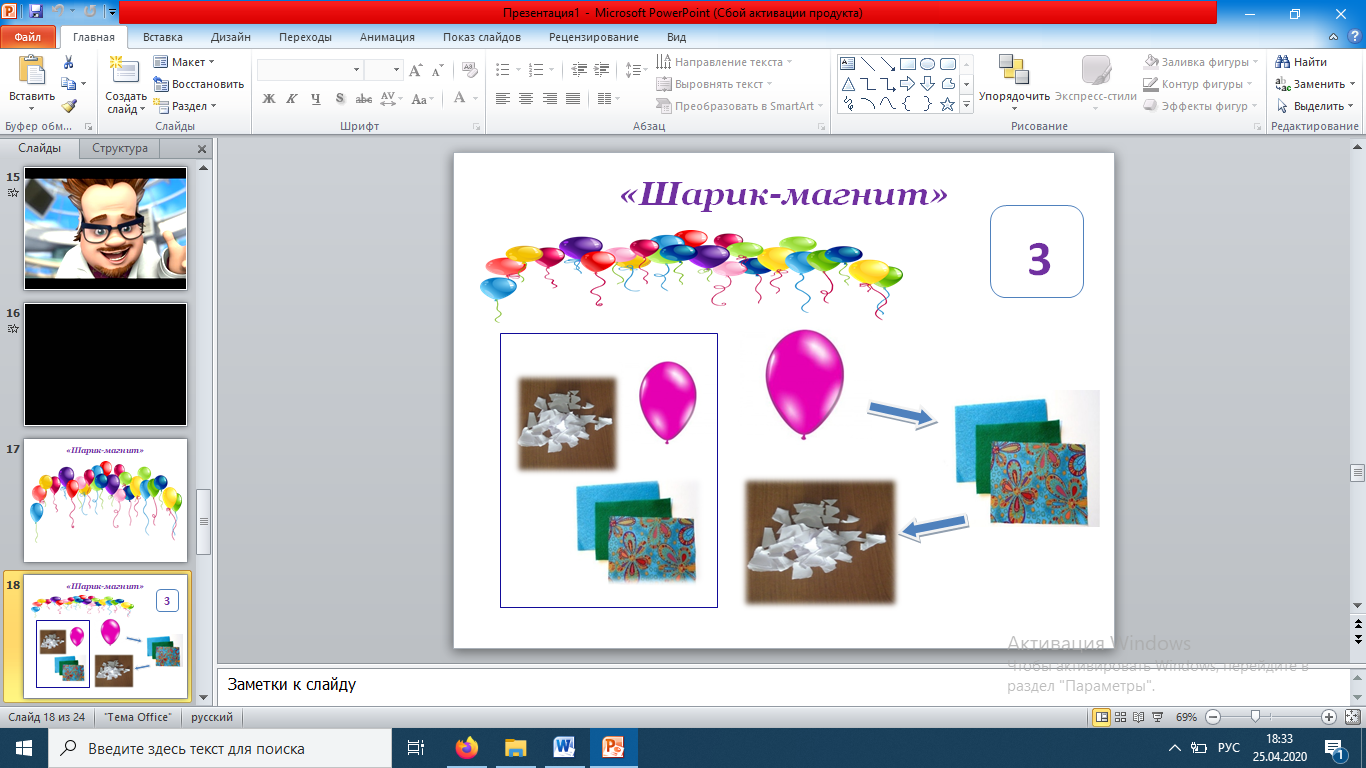 Презентация1 - Microsoft PowerPoint (Сбой активации продукта)
Файл Главная Вставка Дизайн Переходы Анимация Показ слайдов Рецензирование Вид
Вставить
Буфер обм...
Создать слайд
Макет
Восстановить
Раздел
Слайды
Ж К Ч S abc AV Aa A
Шрифт
Направление текста
Выровнять текст
Преобразовать в SmartArt
Абзац
Упорядочить
Экспресс-стили
Заливка фигуры
Контур фигуры
Эффекты фигур
Рисование
Найти
Заменить
Выделить
Редактирование
Слайды Структура
15
16
17
«Шарик-магнит»
18
«Шарик-магнит»
3
«Шарик-магнит»
3
Активация Windows
Чтобы активировать Windows, перейдите в
раздел "Параметры".
Заметки к слайду
Слайд 18 из 24 "Тема Office" русский 69%
Введите здесь текст для поиска
РУС
18:33
25.04.2020
1